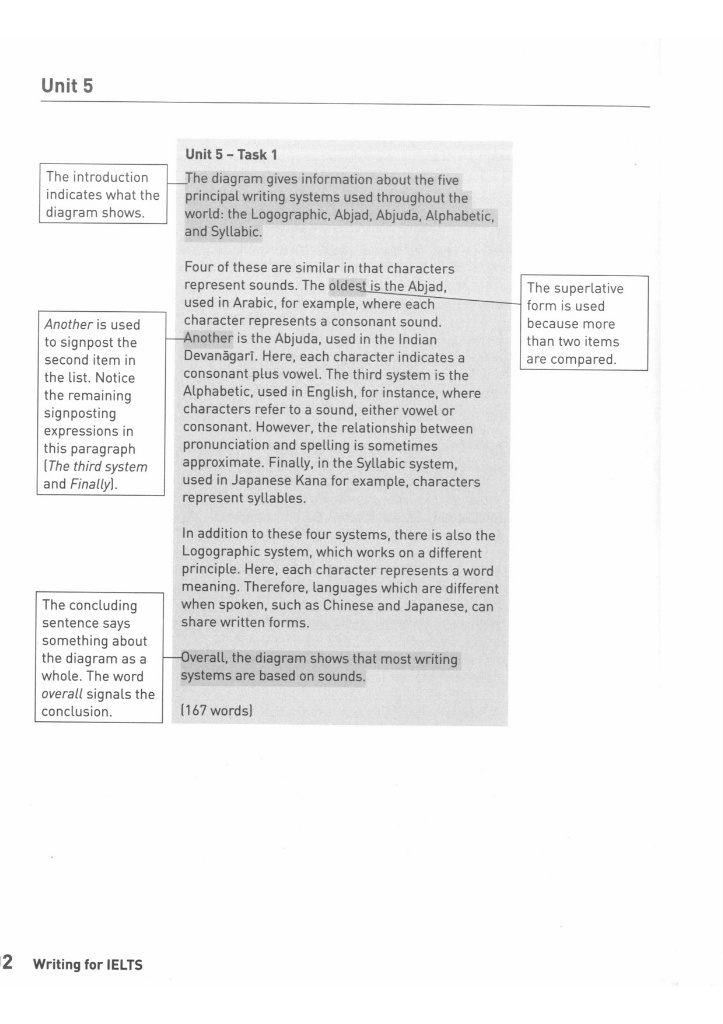 Unit 5
The introduction
indicates what the
diagram shows.
Another is used
to signpost the
second item in
the list. Notice
the remaining
signposting
expressions in
this paragraph
(The third system
and Finally).
The concluding
sentence says
something about
the diagram as a
whole. The word
overall signals the
conclusion.
Unit 5 – Task 1
The diagram gives information about the five
principal writing systems used throughout the
world: the Logographic, Abjad, Abjuda, Alphabetic,
and Syllabic.
Four of these are similar in that characters
represent sounds. The oldest is the Abjad,
used in Arabic, for example, where each
character represents a consonant sound.
Another is the Abjuda, used in the Indian
Devanāgarī. Here, each character indicates a
consonant plus vowel. The third system is the
Alphabetic, used in English, for instance, where
characters refer to a sound, either vowel or
consonant. However, the relationship between
pronunciation and spelling is sometimes
approximate. Finally, in the Syllabic system,
used in Japanese Kana for example, characters
represent syllables.
In addition to these four systems, there is also the
Logographic system, which works on a different
principle. Here, each character represents a word
meaning. Therefore, languages which are different
when spoken, such as Chinese and Japanese, can
share written forms.
Overall, the diagram shows that most writing
systems are based on sounds.
(167 words)
The superlative
form is used
because more
than two items
are compared.
2 Writing for IELTS